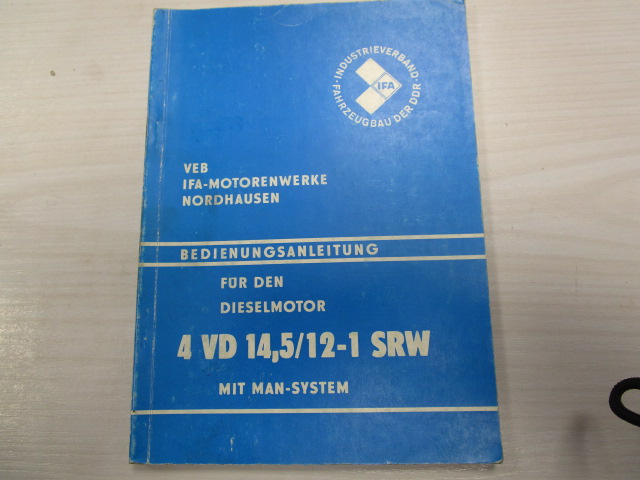 INDUSTRIEVERBAND
FAHRZEUGBAU DER DDR
IFA
VEB
IFA-MOTORENWERKE
NORDHAUSEN
BEDIENUNGSANLEITUNG
FÜR DEN
DIESELMOTOR
4 VD 14,5/12-1 SRW
MIT MAN-SYSTEM